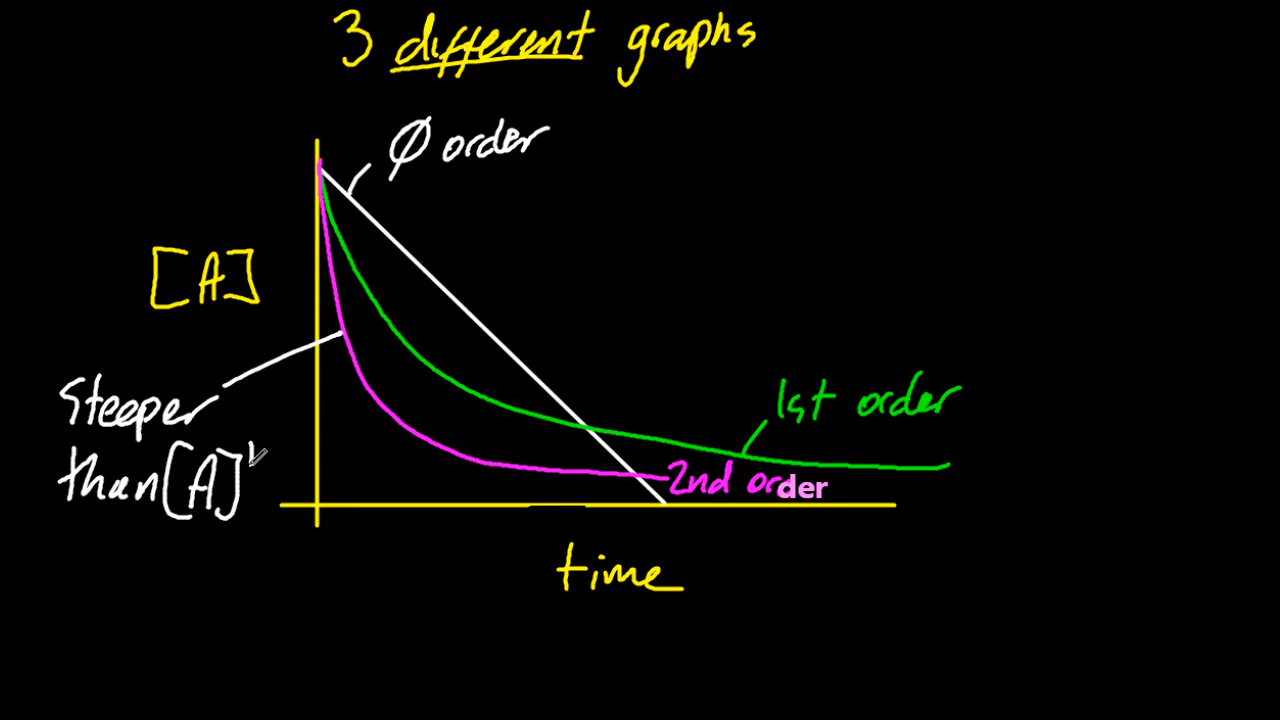 3 different graphs
Ø order
[A]
Steeper
than [A]¹
1st order
2nd order
time